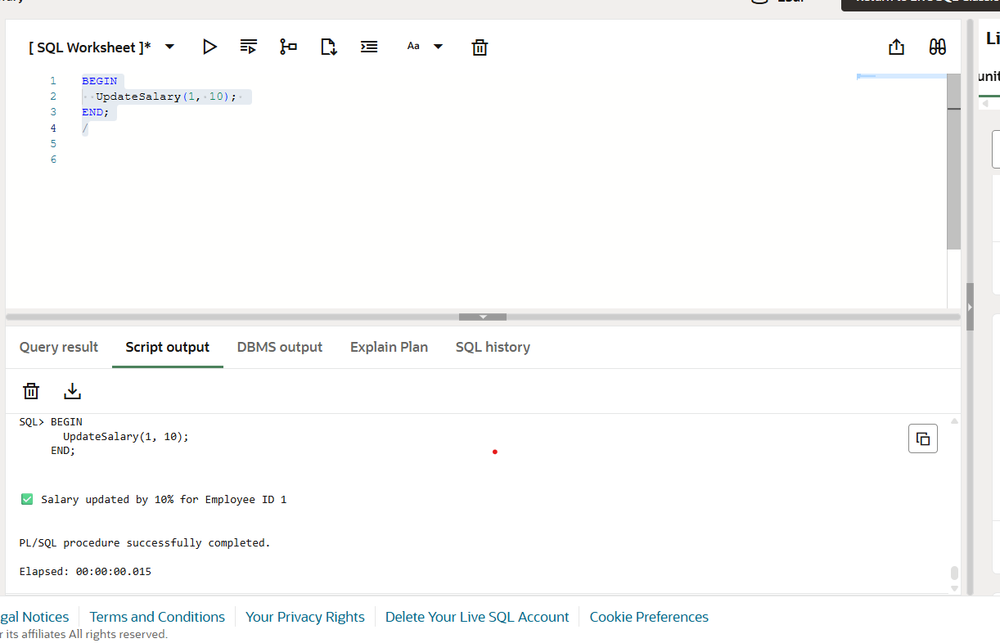 [ SQL Worksheet ]*
Aa
1 BEGIN
2 UpdateSalary(1, 10);
3 END;
4 /
5
6
Query result Script output DBMS output Explain Plan SQL history
SQL> BEGIN
UpdateSalary(1, 10);
END;
✅ Salary updated by 10% for Employee ID 1
PL/SQL procedure successfully completed.
Elapsed: 00:00:00.015
gal Notices Terms and Conditions Your Privacy Rights Delete Your Live SQL Account Cookie Preferences
r its affiliates All rights reserved.
Li
unit